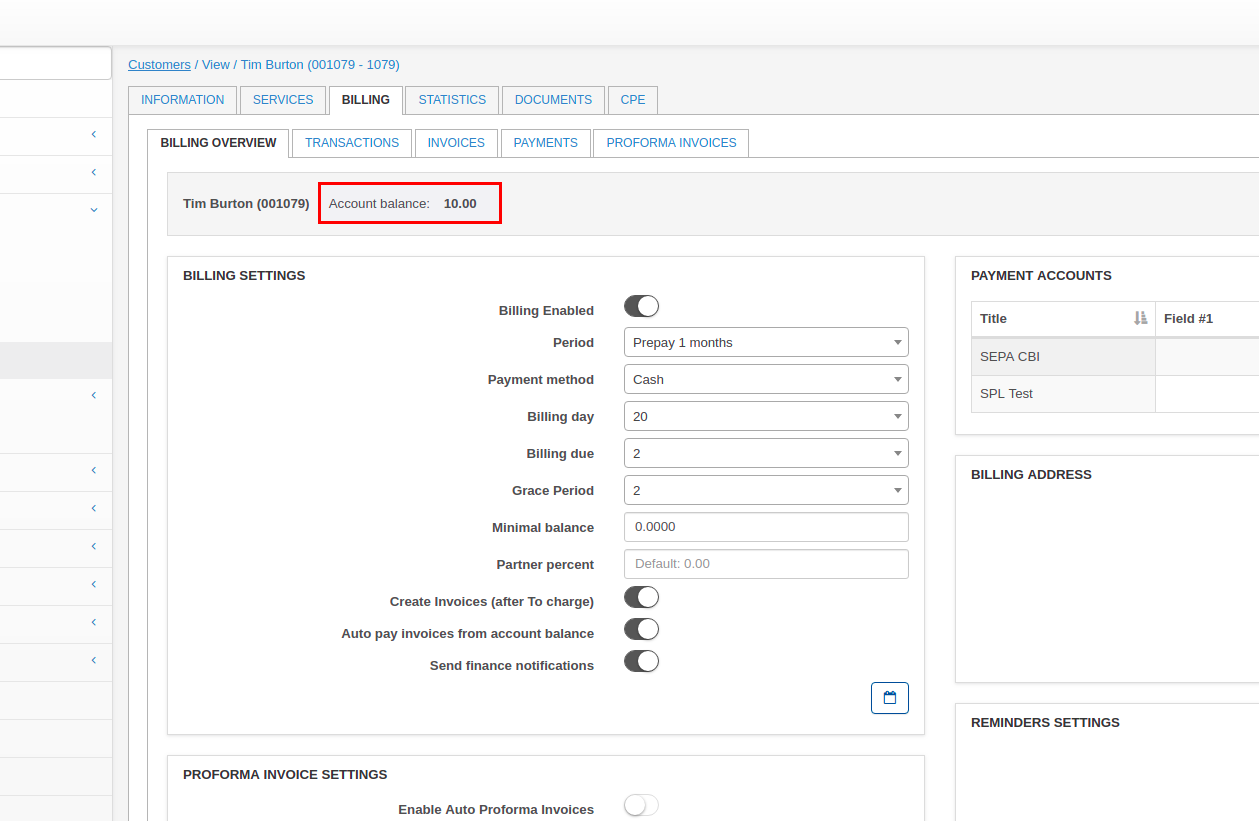 Customers / View / Tim Burton (001079 - 1079)
INFORMATION SERVICES BILLING STATISTICS DOCUMENTS CPE
BILLING OVERVIEW TRANSACTIONS INVOICES PAYMENTS PROFORMA INVOICES
Tim Burton (001079) Account balance: 10.00
BILLING SETTINGS
Billing Enabled
Period Prepay 1 months
Payment method Cash
Billing day 20
Billing due 2
Grace Period 2
Minimal balance 0.0000
Partner percent Default: 0.00
Create Invoices (after To charge)
Auto pay invoices from account balance
Send finance notifications
PROFORMA INVOICE SETTINGS
Enable Auto Proforma Invoices
PAYMENT ACCOUNTS
Title Field #1
SEPA CBI
SPL Test
BILLING ADDRESS
REMINDERS SETTINGS